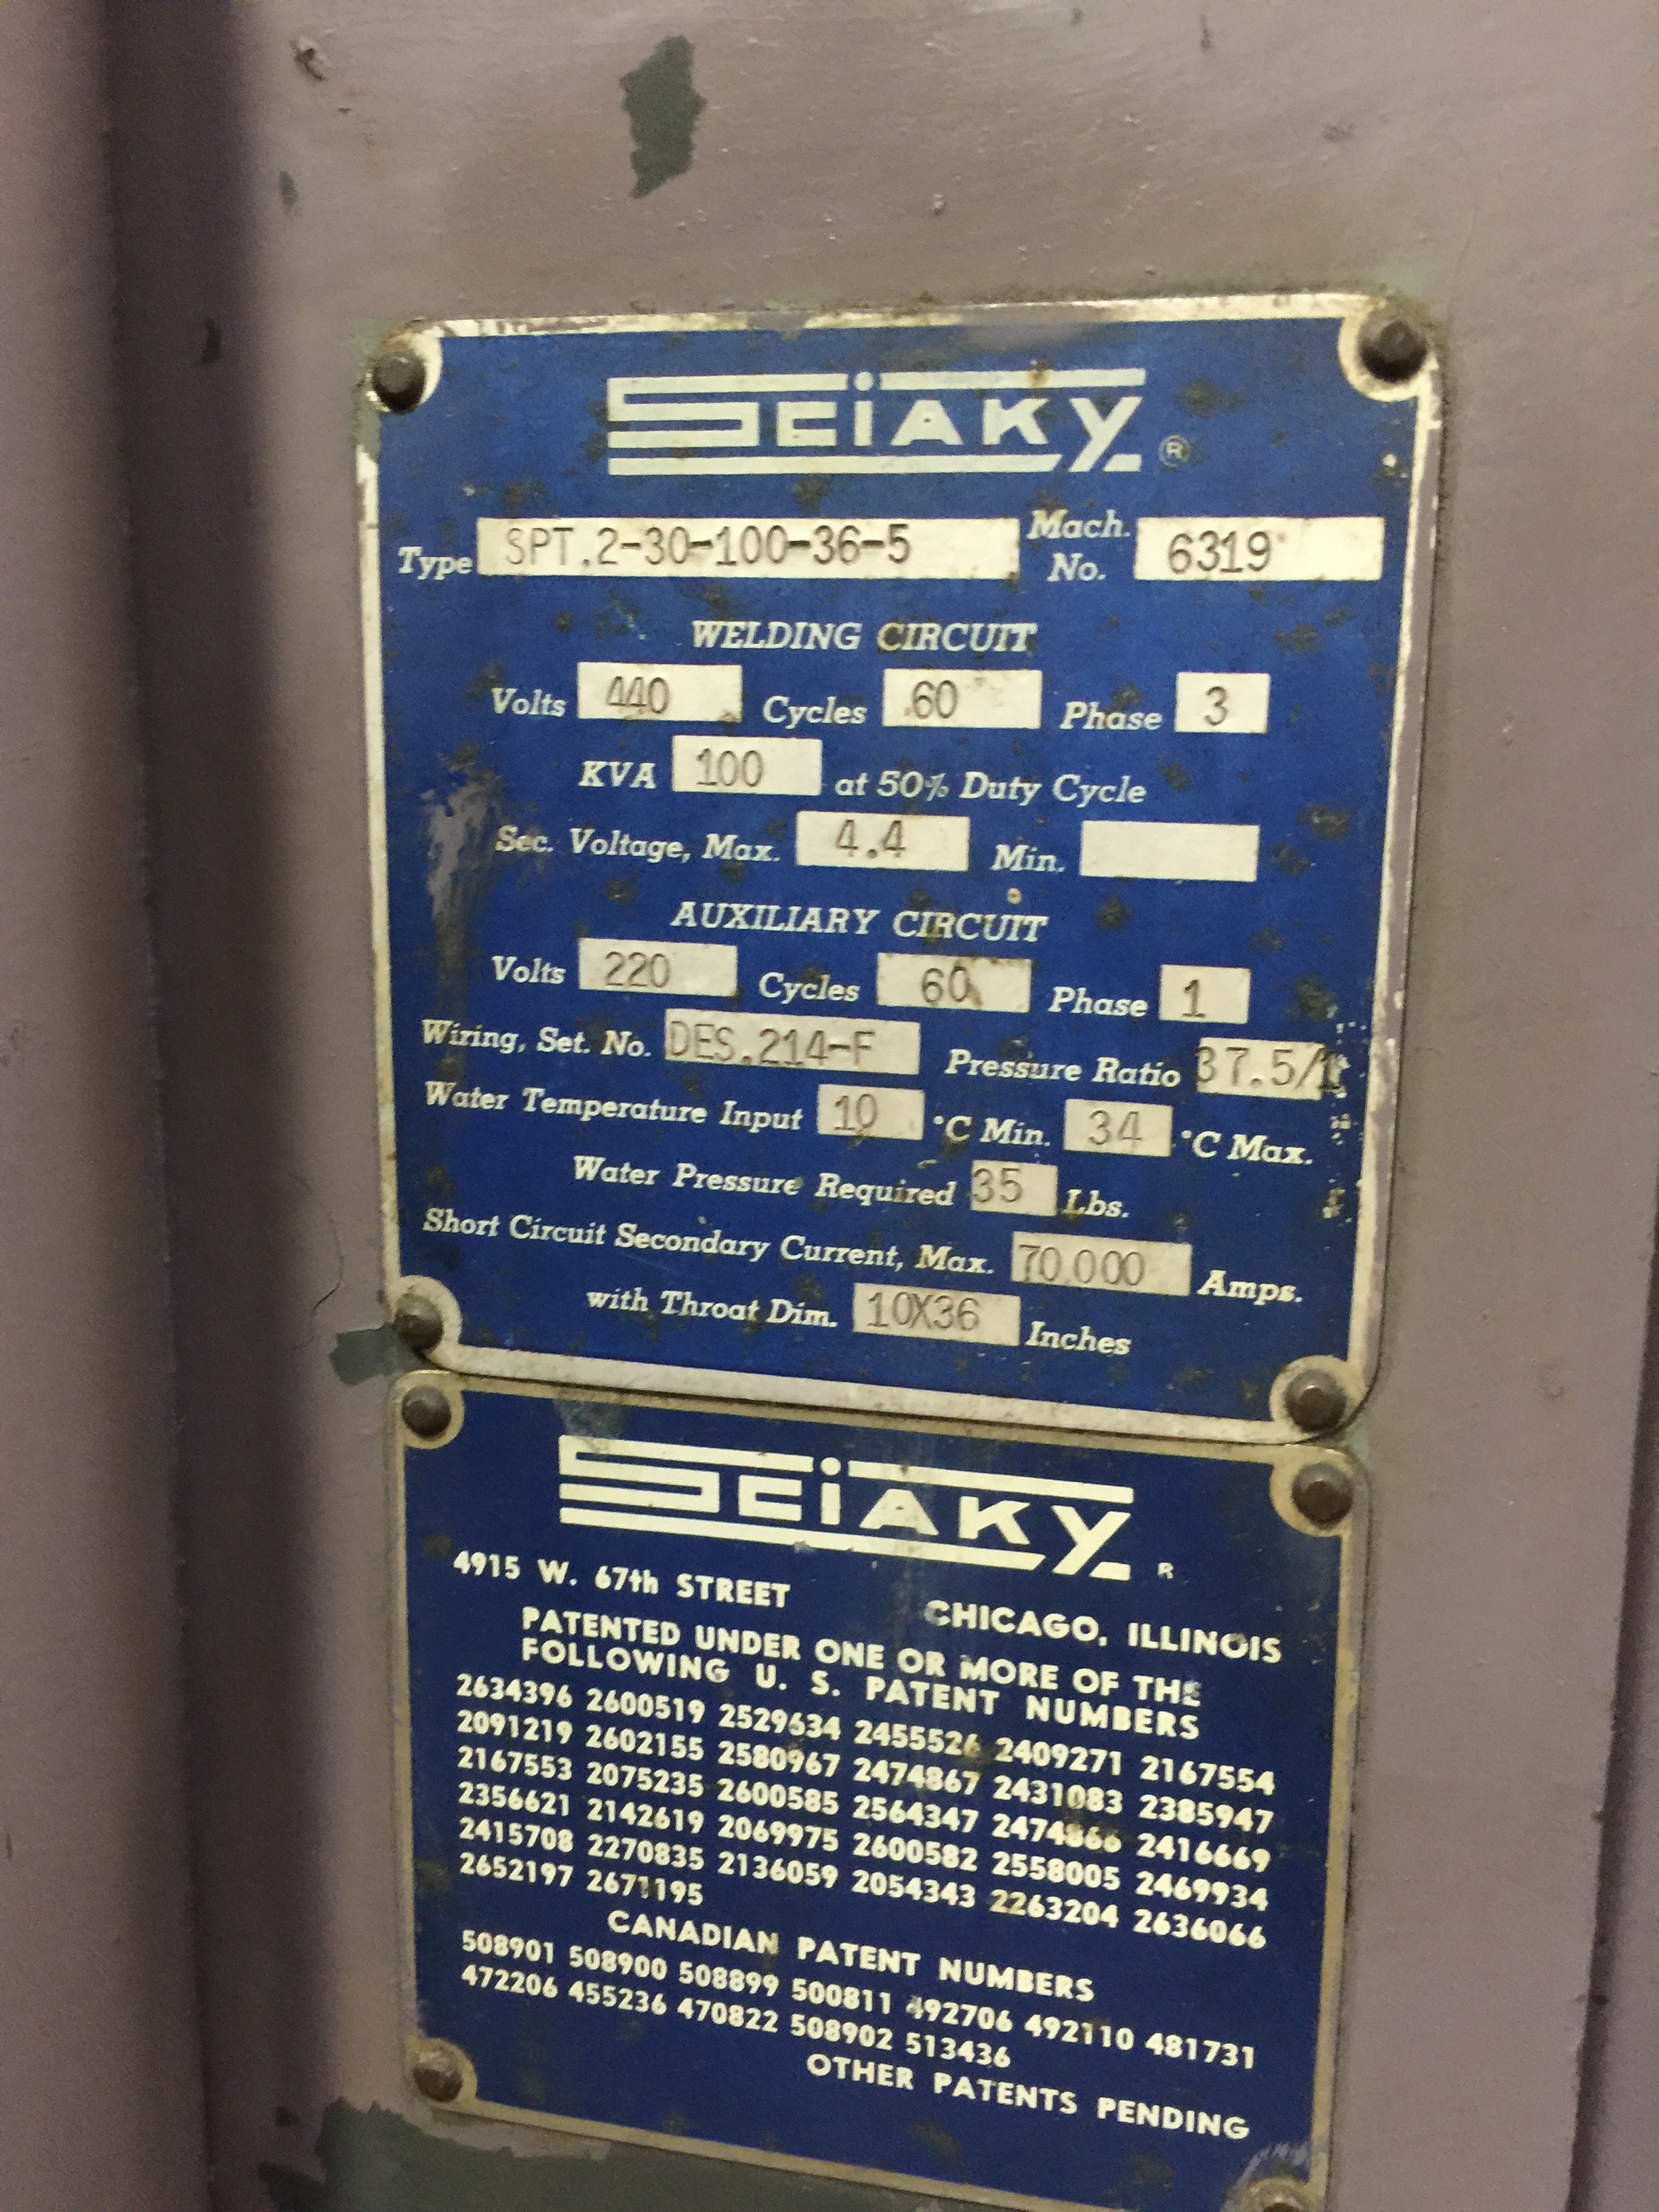 SCIAKY ®
Type SPT.2-30-100-36-5 Mach. No. 6319
WELDING CIRCUIT
Volts 440 Cycles 60 Phase 3
KVA 100 at 50% Duty Cycle
Sec. Voltage, Max. 4.4 Min.
AUXILIARY CIRCUIT
Volts 220 Cycles 60 Phase 1
Wiring, Set. No. DES.214-F Pressure Ratio 37.5/1
Water Temperature Input 10 °C Min. 34 °C Max.
Water Pressure Required 35 Lbs.
Short Circuit Secondary Current, Max. 70,000 Amps.
with Throat Dim. 10X36 Inches
SCIAKY R
4915 W. 67th STREET CHICAGO, ILLINOIS
PATENTED UNDER ONE OR MORE OF THE
FOLLOWING U. S. PATENT NUMBERS
2634396 2600519 2529634 2455526 2409271 2167554
2091219 2602155 2580967 2474867 2431083 2385947
2167553 2075235 2600585 2564347 2474866 2416669
2356621 2142619 2069975 2600582 2558005 2469934
2415708 2270835 2136059 2054343 2263204 2636066
2652197 2671195
CANADIAN PATENT NUMBERS
508901 508900 508899 500811 492706 492110 481731
472206 455236 470822 508902 513436
OTHER PATENTS PENDING